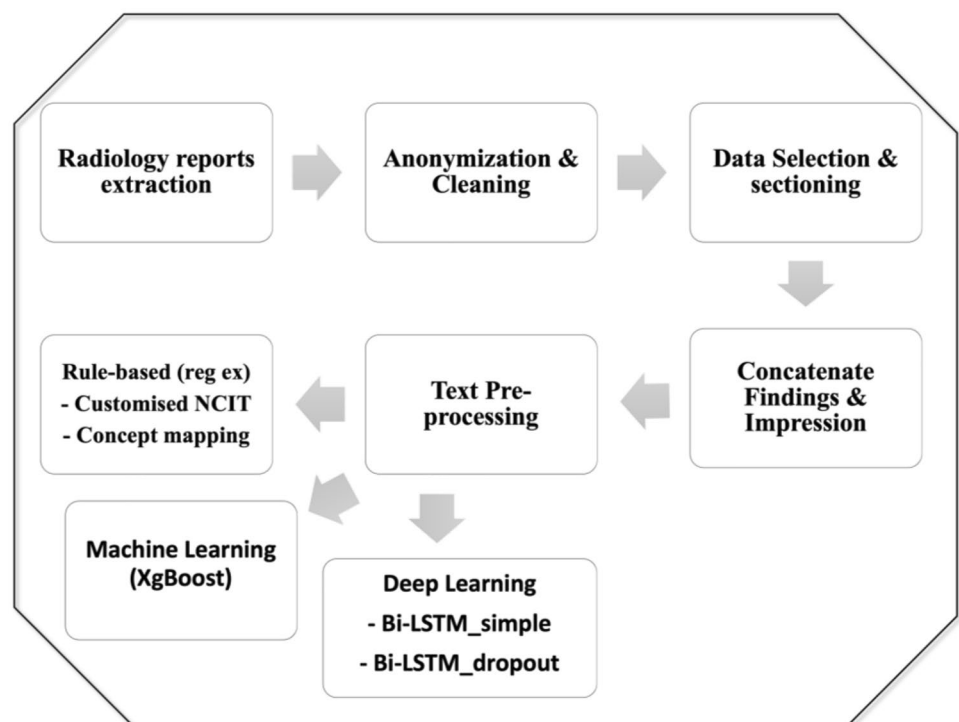 Radiology reports
extraction
Anonymization &
Cleaning
Data Selection &
sectioning
Concatenate
Findings &
Impression
Text Pre-
processing
Rule-based (reg ex)
- Customised NCIT
- Concept mapping
Machine Learning
(XgBoost)
Deep Learning
- Bi-LSTM_simple
- Bi-LSTM_dropout